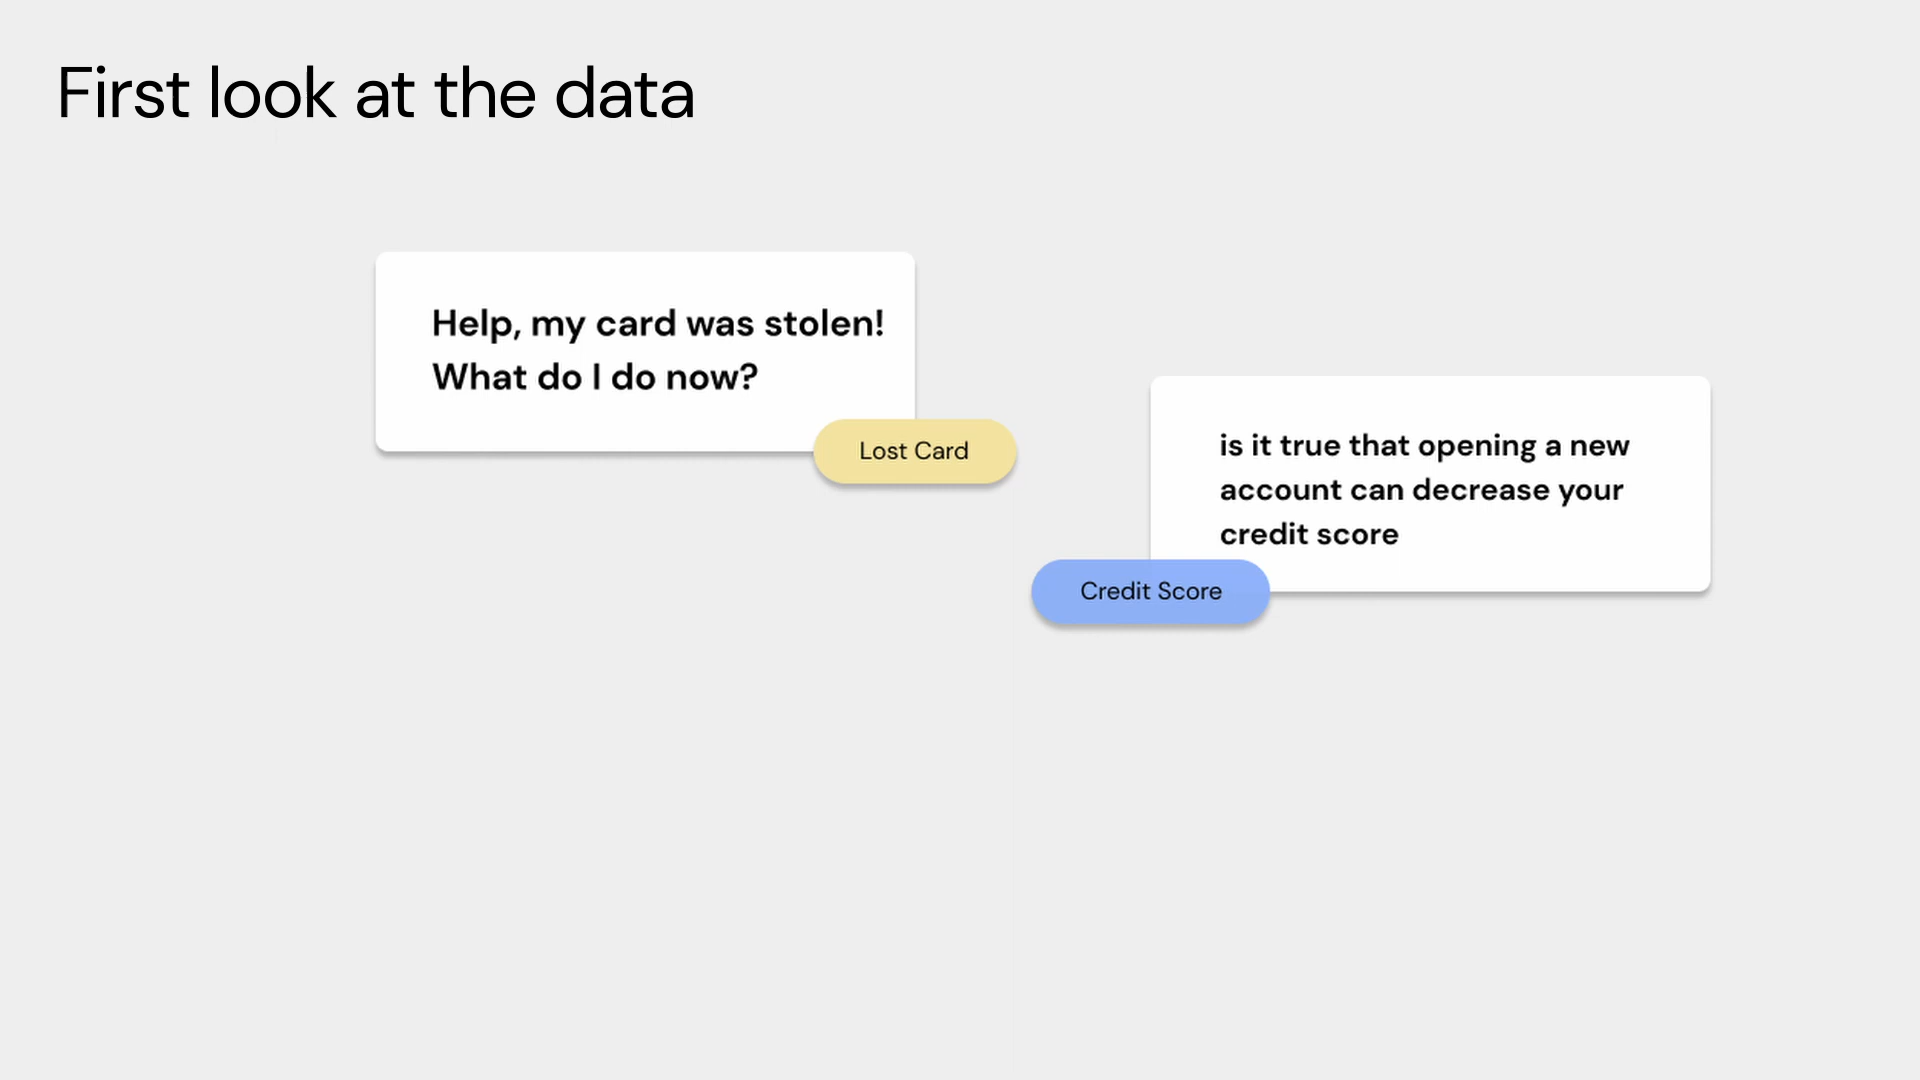 First look at the data
Help, my card was stolen!
What do I do now?
Lost Card
is it true that opening a new
account can decrease your
credit score
Credit Score